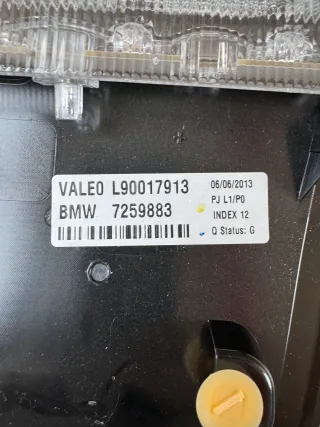 VALEO L90017913
BMW 7259883
06/06/2013
PJ L1/P0
INDEX 12
Q Status: G